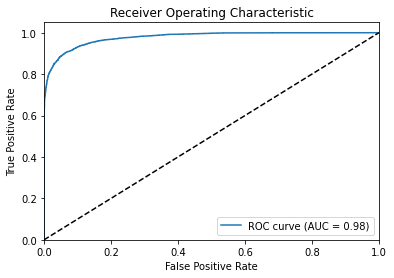 Receiver Operating Characteristic
True Positive Rate
1.0
0.8
0.6
0.4
0.2
0.0
ROC curve (AUC = 0.98)
0.0 0.2 0.4 0.6 0.8 1.0
False Positive Rate